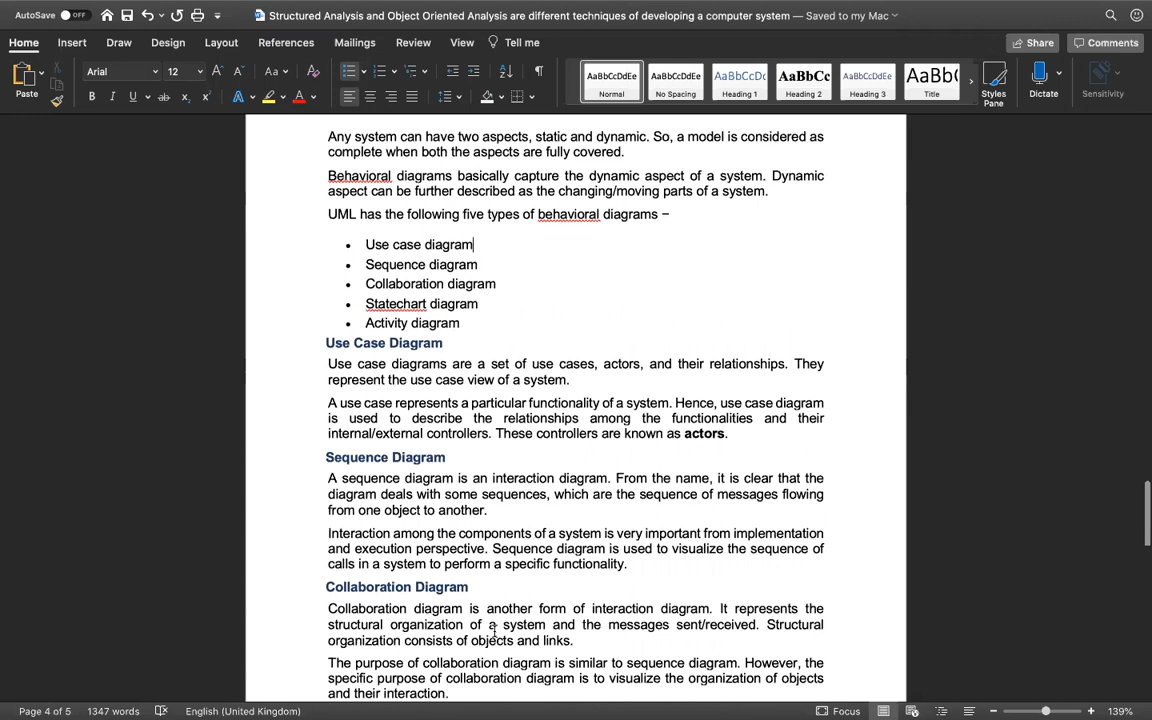 AutoSave OFF Structured Analysis and Object Oriented Analysis are different techniques of developing a computer system — Saved to my Mac
Home Insert Draw Design Layout References Mailings Review View Tell me Share Comments
Paste Arial 12 A A Aa A AaBbCcDdEe AaBbCcDdEe AaBbCcDc AaBbCc AaBbCcDdEe AaBb( Styles Pane Dictate Sensitivity
B I U ab x₂ x² A A Normal No Spacing Heading 1 Heading 2 Heading 3 Title
Any system can have two aspects, static and dynamic. So, a model is considered as
complete when both the aspects are fully covered.
Behavioral diagrams basically capture the dynamic aspect of a system. Dynamic
aspect can be further described as the changing/moving parts of a system.
UML has the following five types of behavioral diagrams −
• Use case diagram
• Sequence diagram
• Collaboration diagram
• Statechart diagram
• Activity diagram
Use Case Diagram
Use case diagrams are a set of use cases, actors, and their relationships. They
represent the use case view of a system.
A use case represents a particular functionality of a system. Hence, use case diagram
is used to describe the relationships among the functionalities and their
internal/external controllers. These controllers are known as actors.
Sequence Diagram
A sequence diagram is an interaction diagram. From the name, it is clear that the
diagram deals with some sequences, which are the sequence of messages flowing
from one object to another.
Interaction among the components of a system is very important from implementation
and execution perspective. Sequence diagram is used to visualize the sequence of
calls in a system to perform a specific functionality.
Collaboration Diagram
Collaboration diagram is another form of interaction diagram. It represents the
structural organization of a system and the messages sent/received. Structural
organization consists of objects and links.
The purpose of collaboration diagram is similar to sequence diagram. However, the
specific purpose of collaboration diagram is to visualize the organization of objects
and their interaction.
Page 4 of 5 1347 words English (United Kingdom) Focus 139%